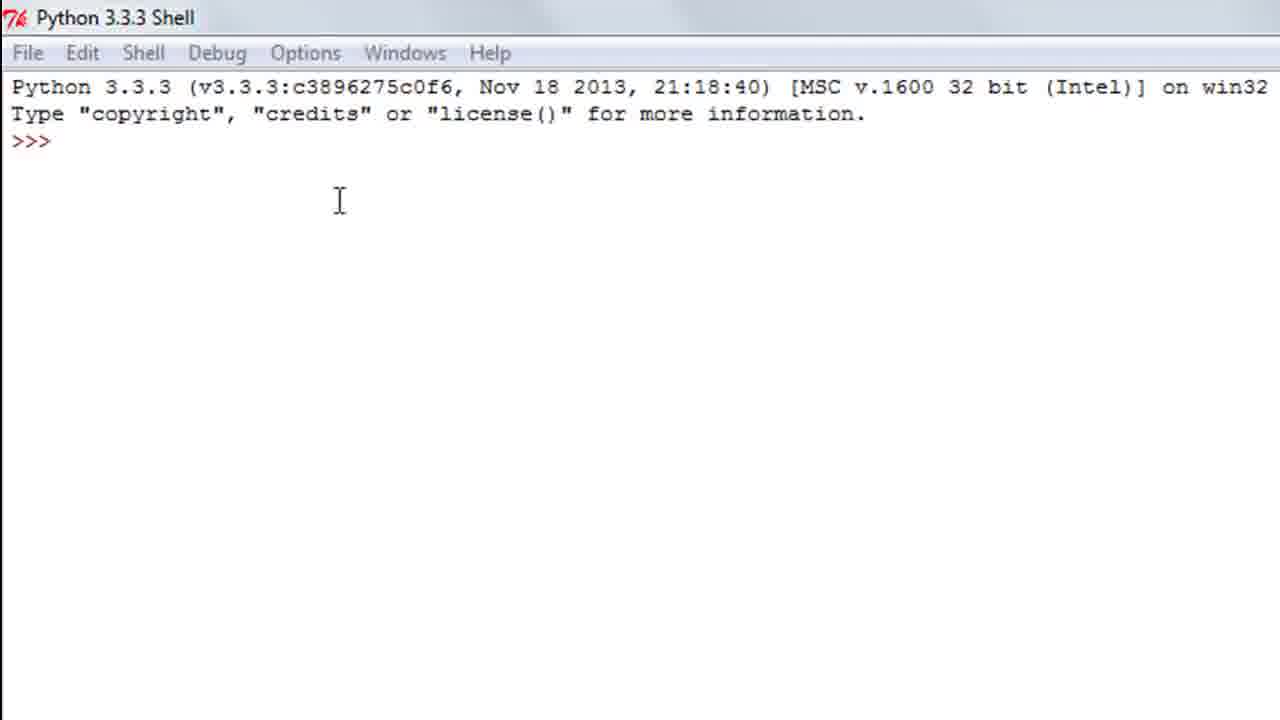 Python 3.3.3 Shell
File Edit Shell Debug Options Windows Help
Python 3.3.3 (v3.3.3:c3896275c0f6, Nov 18 2013, 21:18:40) [MSC v.1600 32 bit (Intel)] on win32
Type "copyright", "credits" or "license()" for more information.
>>>